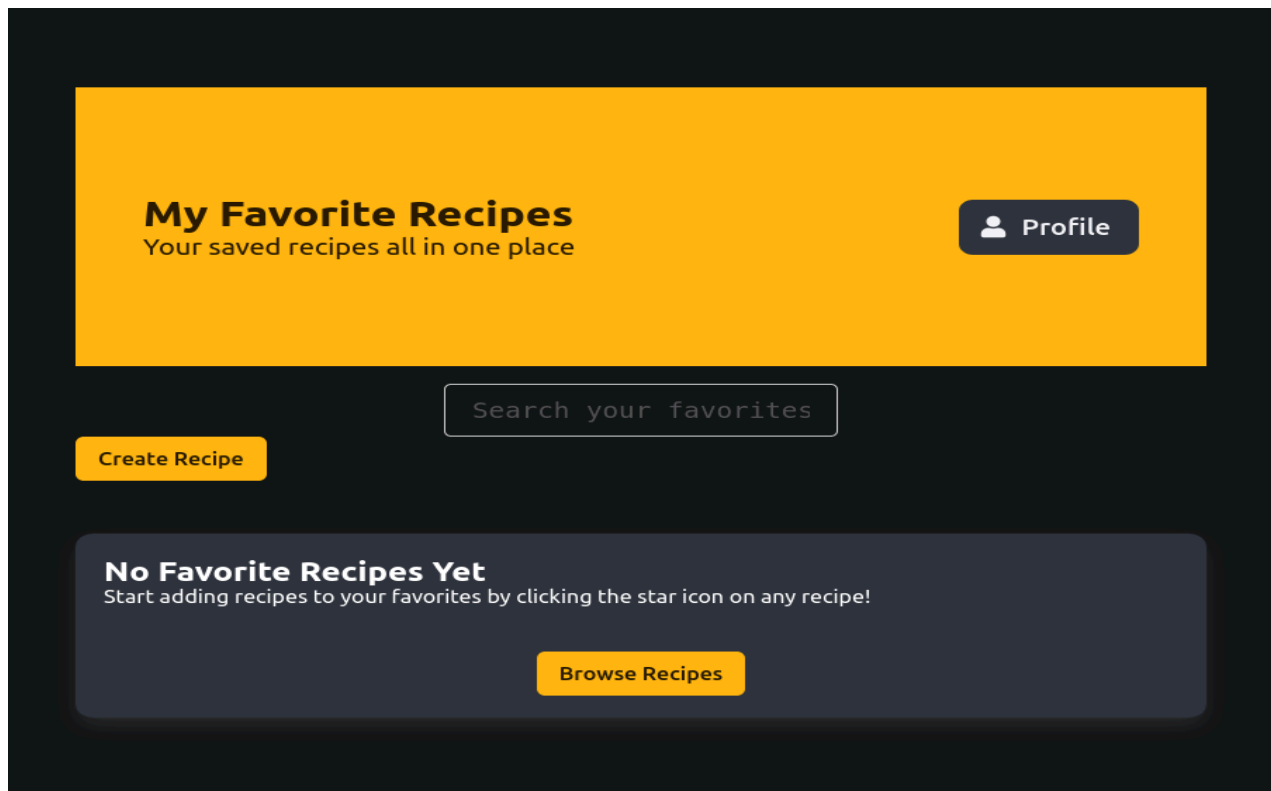 My Favorite Recipes
Your saved recipes all in one place
Profile
Search your favorites
Create Recipe
No Favorite Recipes Yet
Start adding recipes to your favorites by clicking the star icon on any recipe!
Browse Recipes